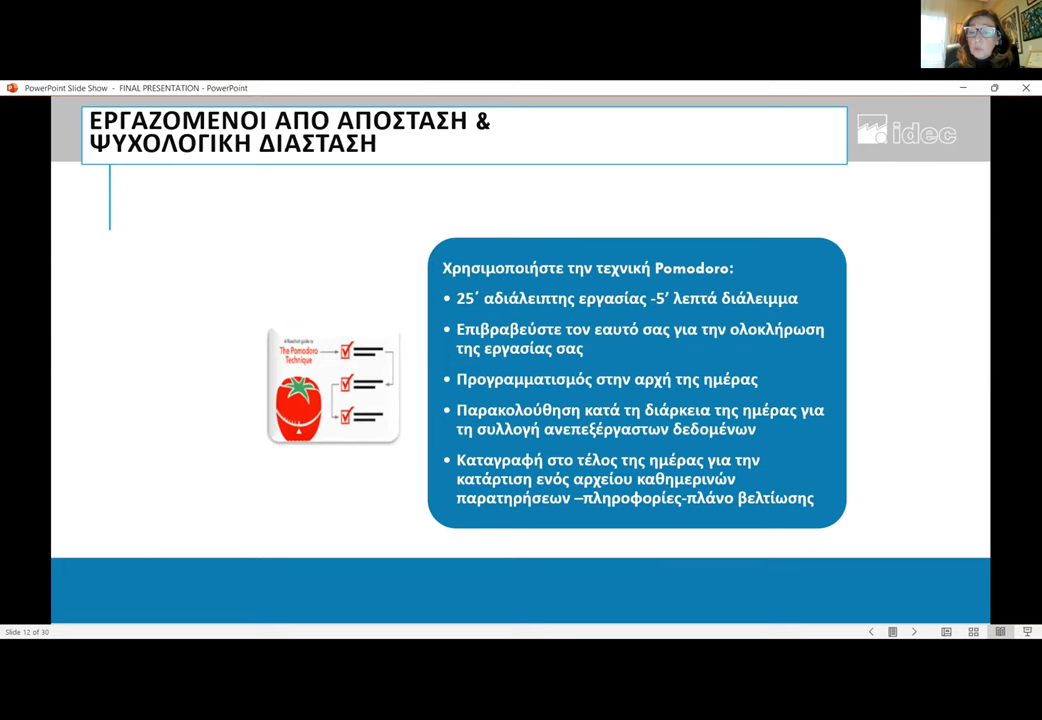 PowerPoint Slide Show - FINAL PRESENTATION - PowerPoint
ΕΡΓΑΖΟΜΕΝΟΙ ΑΠΟ ΑΠΟΣΤΑΣΗ &
ΨΥΧΟΛΟΓΙΚΗ ΔΙΑΣΤΑΣΗ
idec
The Pomodoro
Technique
Χρησιμοποιήστε την τεχνική Pomodoro:
• 25΄ αδιάλειπτης εργασίας -5’ λεπτά διάλειμμα
• Επιβραβεύστε τον εαυτό σας για την ολοκλήρωση
της εργασίας σας
• Προγραμματισμός στην αρχή της ημέρας
• Παρακολούθηση κατά τη διάρκεια της ημέρας για
τη συλλογή ανεπεξέργαστων δεδομένων
• Καταγραφή στο τέλος της ημέρας για την
κατάρτιση ενός αρχείου καθημερινών
παρατηρήσεων –πληροφορίες-πλάνο βελτίωσης
Slide 12 of 30